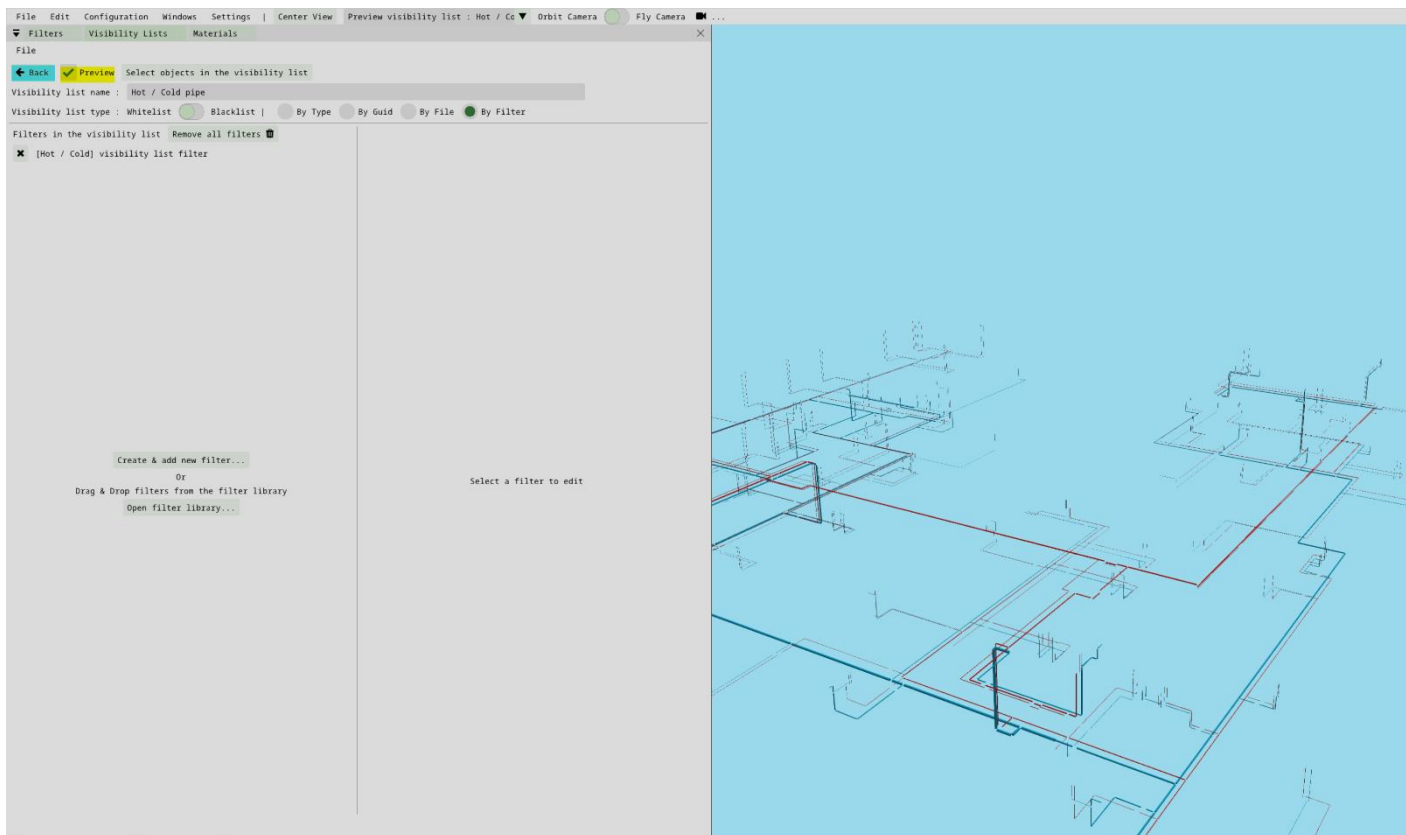 File Edit Configuration Windows Settings | Center View Preview visibility list : Hot / Co Orbit Camera Fly Camera ...
Filters Visibility Lists Materials
File
Back Preview Select objects in the visibility list
Visibility list name : Hot / Cold pipe
Visibility list type : Whitelist Blacklist | By Type By Guid By File By Filter
Filters in the visibility list Remove all filters
[Hot / Cold] visibility list filter
Create & add new filter...
Or
Drag & Drop filters from the filter library
Open filter library...
Select a filter to edit